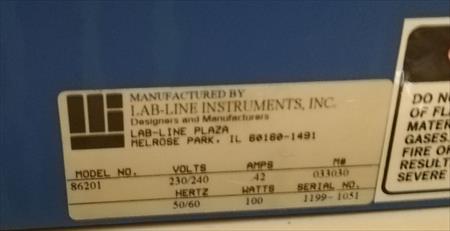 MANUFACTURED BY
LAB-LINE INSTRUMENTS, INC.
Designers and Manufacturers
LAB-LINE PLAZA
MELROSE PARK, IL 60160-1491
MODEL NO. VOLTS AMPS M#
86201 230/240 .42 033030
HERTZ WATTS SERIAL NO.
50/60 100 1199-1051
DO N
OF FL
MATER
GASES.
FIRE OR
RESULT
SEVERE